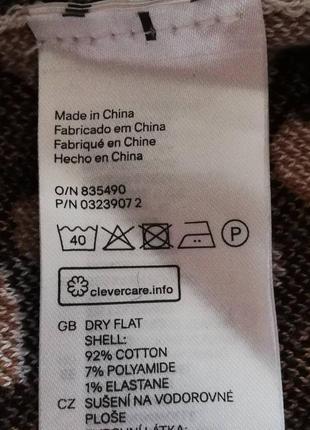 Made in China
Fabricado em China
Fabriqué en Chine
Hecho en China
O/N 835490
P/N 0323907 2
40 P
clevercare.info
GB DRY FLAT
SHELL:
92% COTTON
7% POLYAMIDE
1% ELASTANE
CZ SUŠENÍ NA VODOROVNÉ
PLOŠE